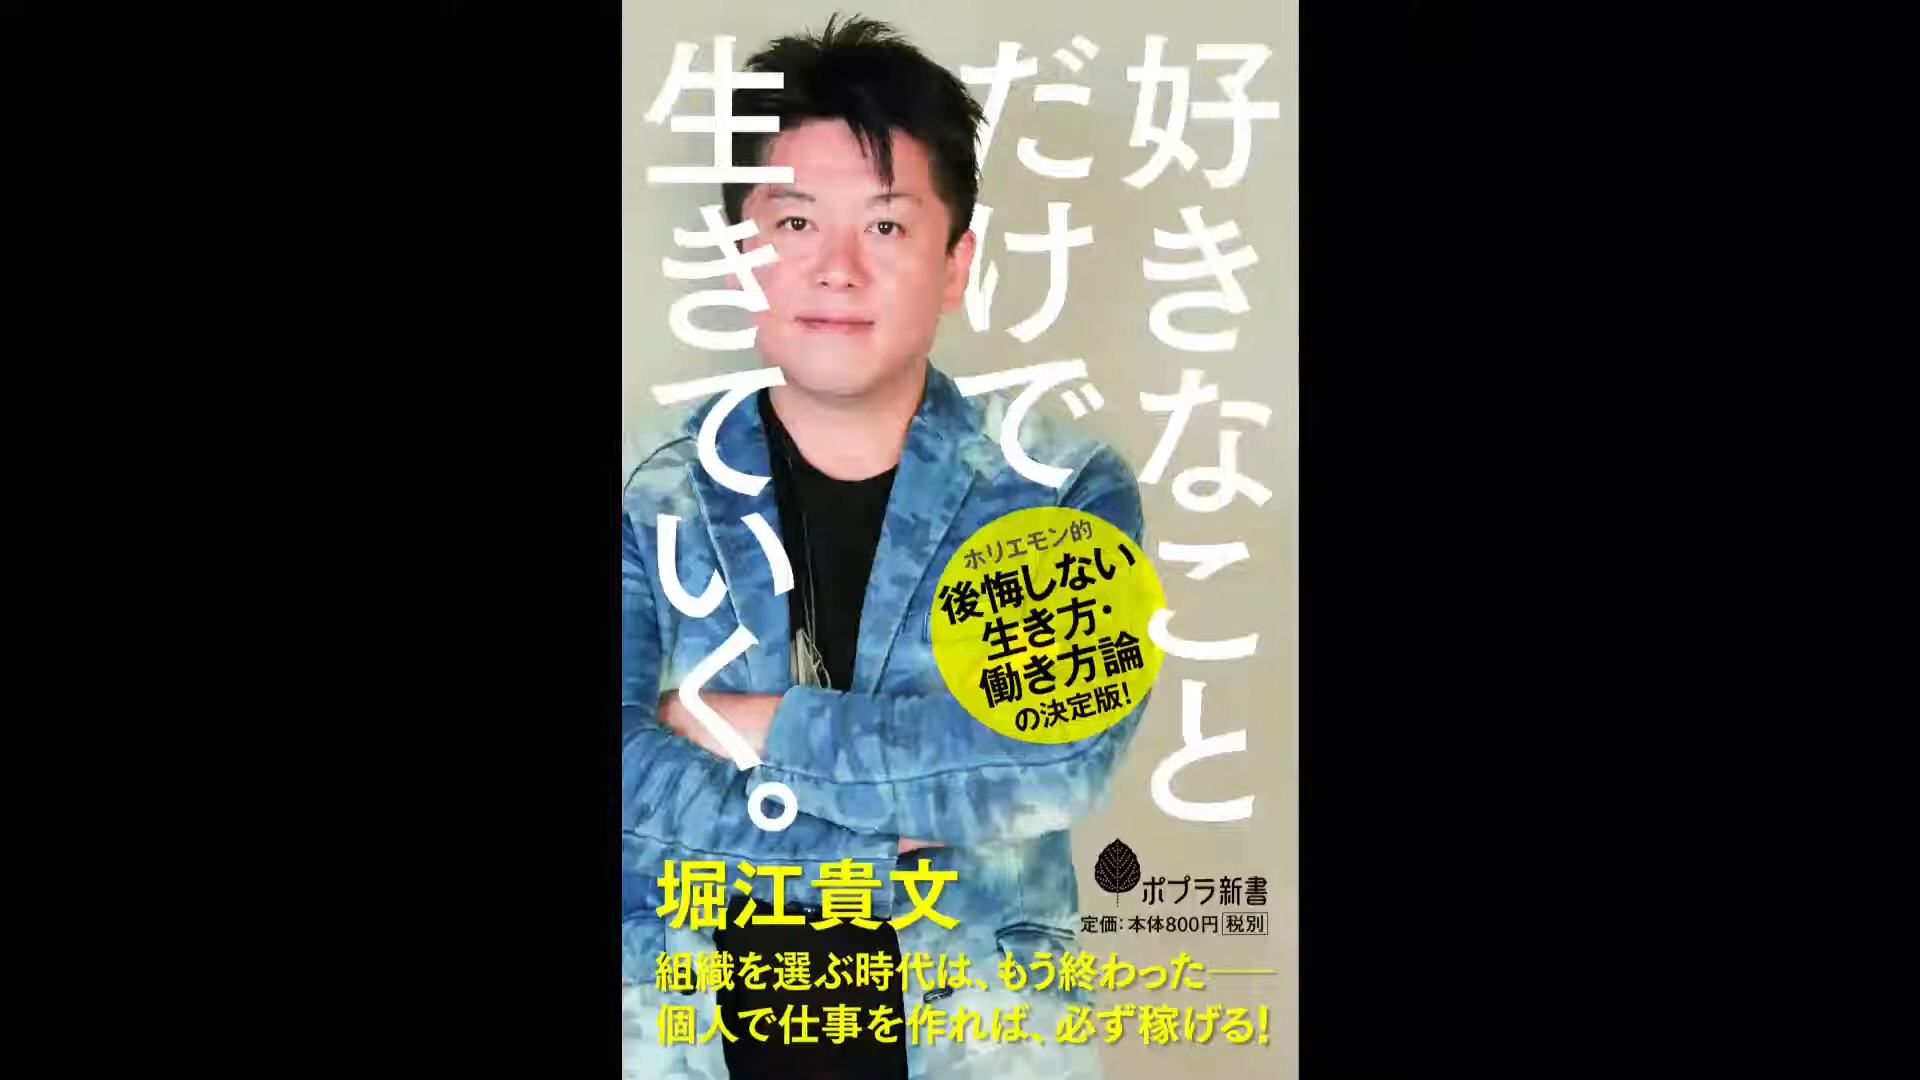 好きなこと
だけで
生きていく。
ホリエモン的
後悔しない
生き方・
働き方論
の決定版!
堀江貴文
ポプラ新書
定価:本体800円 税別
組織を選ぶ時代は、もう終わった――
個人で仕事を作れば、必ず稼げる!